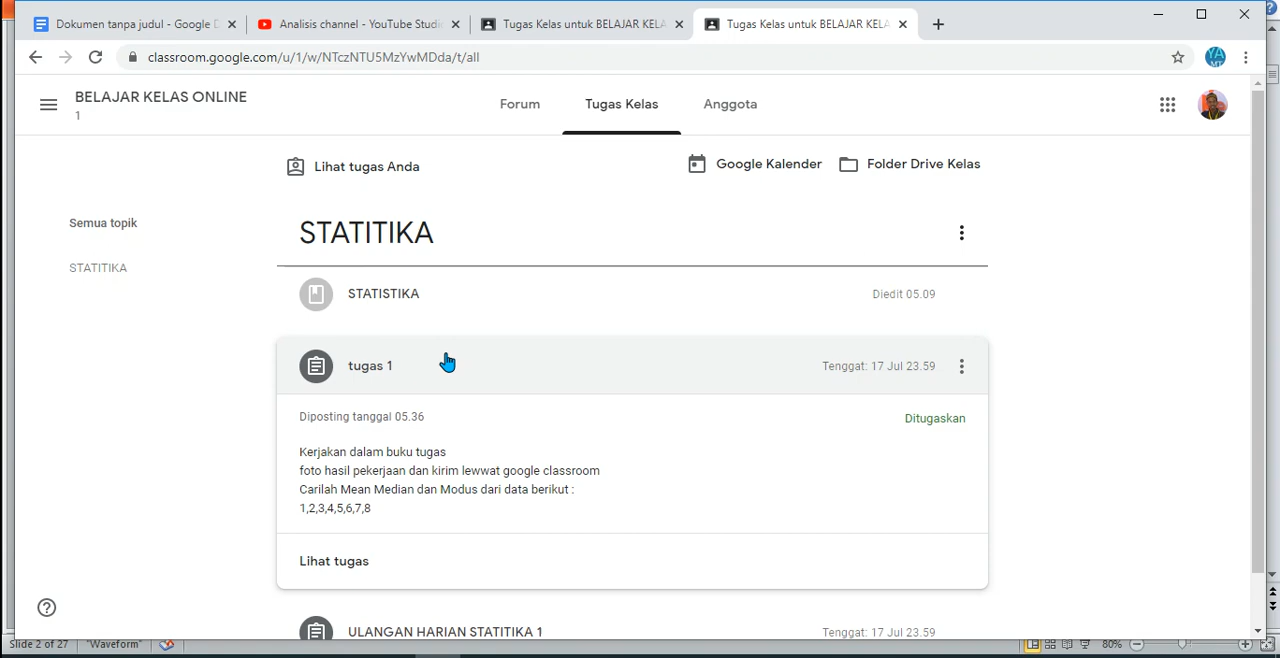 Dokumen tanpa judul - Google D
Analisis channel - YouTube Studi
Tugas Kelas untuk BELAJAR KELA
Tugas Kelas untuk BELAJAR KELA
classroom.google.com/u/1/w/NTczNTU5MzYwMDda/t/all
YA
BELAJAR KELAS ONLINE
1
Forum
Tugas Kelas
Anggota
Lihat tugas Anda
Google Kalender
Folder Drive Kelas
Semua topik
STATITIKA
STATITIKA
STATISTIKA
Diedit 05.09
tugas 1
Tenggat: 17 Jul 23.59
Diposting tanggal 05.36
Ditugaskan
Kerjakan dalam buku tugas
foto hasil pekerjaan dan kirim lewwat google classroom
Carilah Mean Median dan Modus dari data berikut :
1,2,3,4,5,6,7,8
Lihat tugas
ULANGAN HARIAN STATITIKA 1
Tenggat: 17 Jul 23.59
Slide 2 of 27
"Waveform"
80%